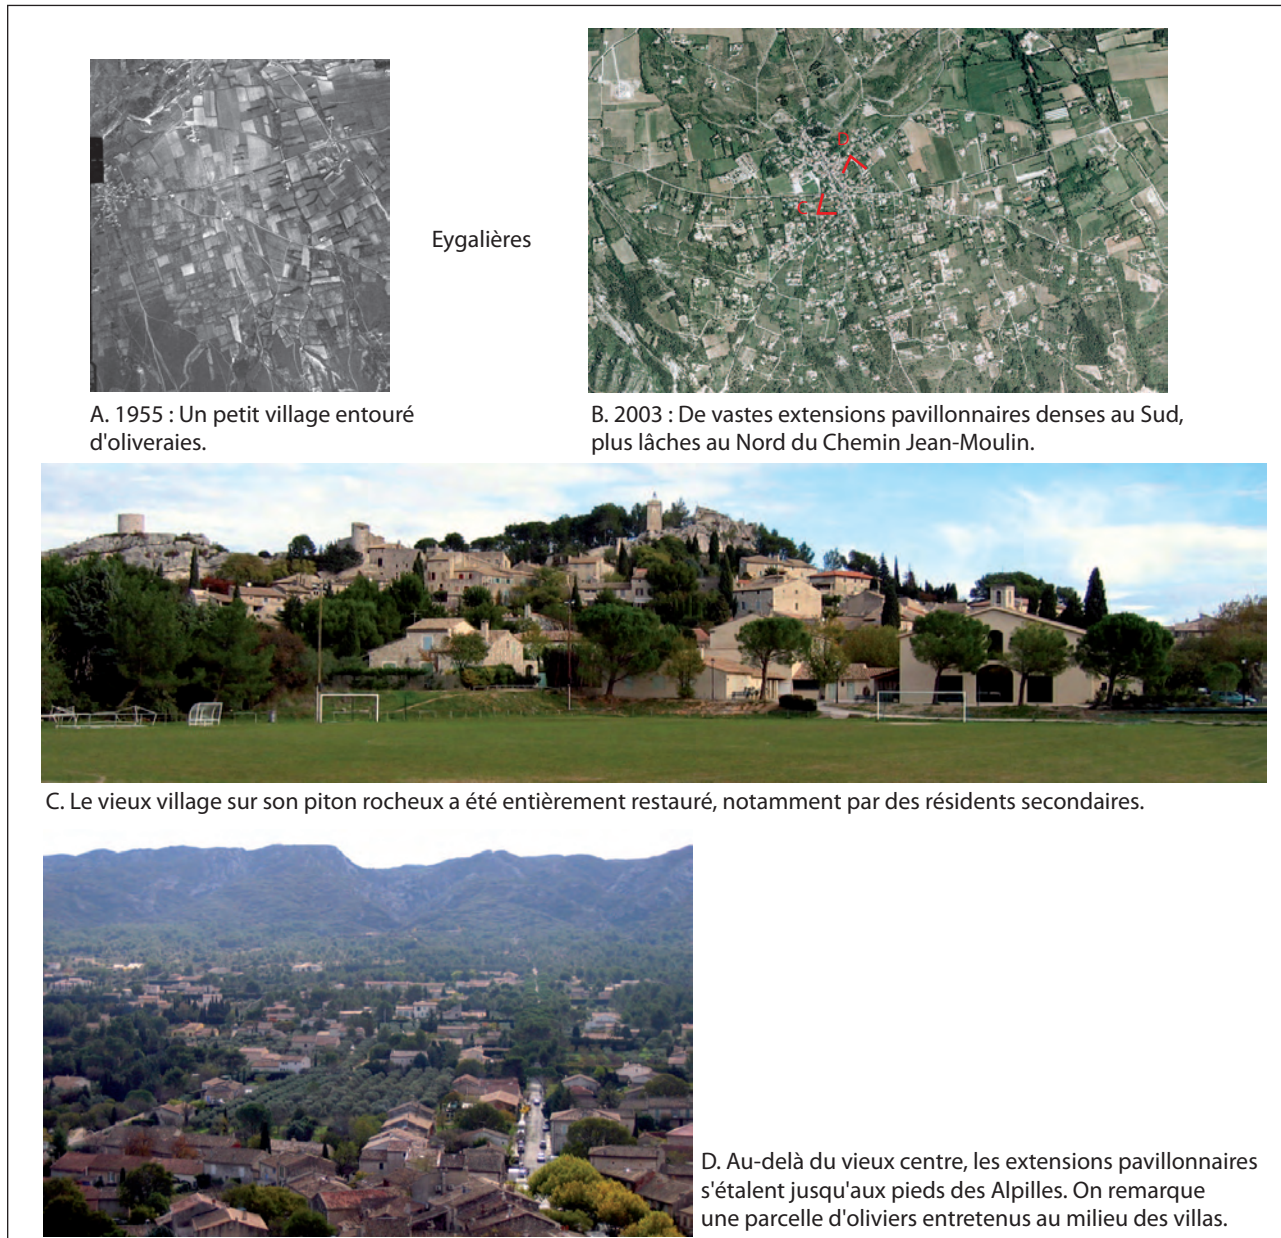 Eygalières
A. 1955 : Un petit village entouré
d'oliveraies.
B. 2003 : De vastes extensions pavillonnaires denses au Sud,
plus lâches au Nord du Chemin Jean-Moulin.
D
C
C. Le vieux village sur son piton rocheux a été entièrement restauré, notamment par des résidents secondaires.
D. Au-delà du vieux centre, les extensions pavillonnaires
s'étalent jusqu'aux pieds des Alpilles. On remarque
une parcelle d'oliviers entretenus au milieu des villas.